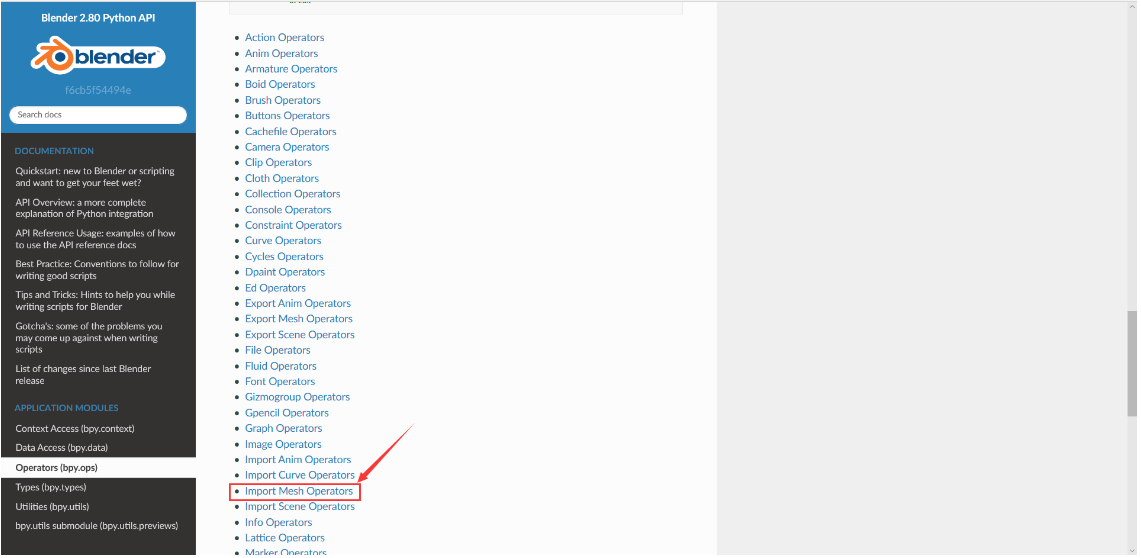 Blender 2.80 Python API
blender
f6cb5f54494e
Search docs
DOCUMENTATION
Quickstart: new to Blender or scripting
and want to get your feet wet?
API Overview: a more complete
explanation of Python integration
API Reference Usage: examples of how
to use the API reference docs
Best Practice: Conventions to follow for
writing good scripts
Tips and Tricks: Hints to help you while
writing scripts for Blender
Gotcha's: some of the problems you
may come up against when writing
scripts
List of changes since last Blender
release
APPLICATION MODULES
Context Access (bpy.context)
Data Access (bpy.data)
Operators (bpy.ops)
Types (bpy.types)
Utilities (bpy.utils)
bpy.utils submodule (bpy.utils.previews)
Action Operators
Anim Operators
Armature Operators
Boid Operators
Brush Operators
Buttons Operators
Cachefile Operators
Camera Operators
Clip Operators
Cloth Operators
Collection Operators
Console Operators
Constraint Operators
Curve Operators
Cycles Operators
Dpaint Operators
Ed Operators
Export Anim Operators
Export Mesh Operators
Export Scene Operators
File Operators
Fluid Operators
Font Operators
Gizmogroup Operators
Gpencil Operators
Graph Operators
Image Operators
Import Anim Operators
Import Curve Operators
Import Mesh Operators
Import Scene Operators
Info Operators
Lattice Operators
Marker Operators